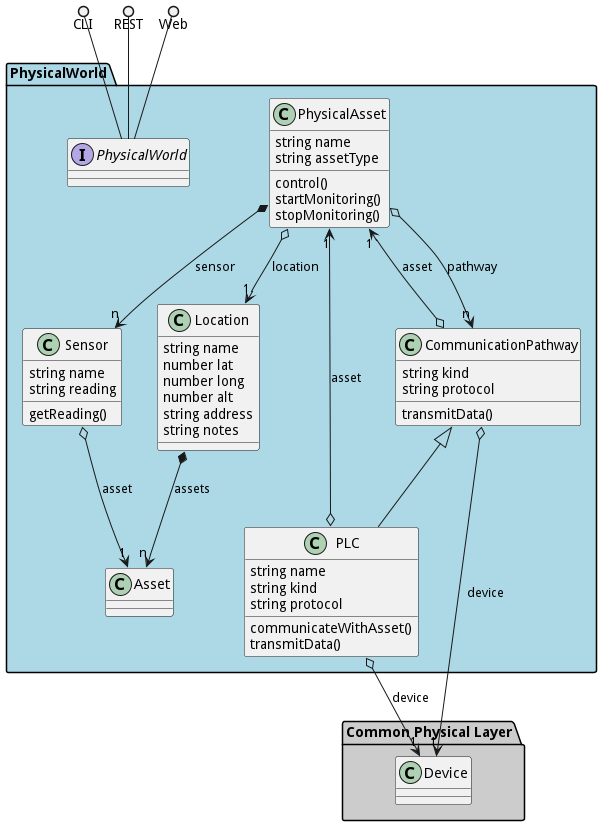 CLI REST Web
PhysicalWorld
C PhysicalAsset
string name
string assetType
control()
startMonitoring()
stopMonitoring()
I PhysicalWorld
1 1
sensor location asset pathway
n 1 n
C Sensor
string name
string reading
getReading()
C Location
string name
number lat
number long
number alt
string address
string notes
C CommunicationPathway
string kind
string protocol
transmitData()
asset
asset assets
1 n
C Asset
C PLC
string name
string kind
string protocol
communicateWithAsset()
transmitData()
device
device
Common Physical Layer
1 1
C Device